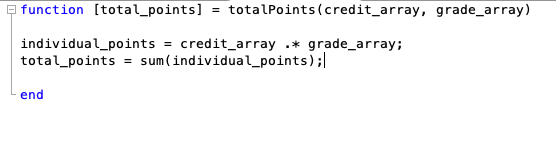 function [total_points] = totalPoints(credit_array, grade_array)
individual_points = credit_array .* grade_array;
total_points = sum(individual_points);
end